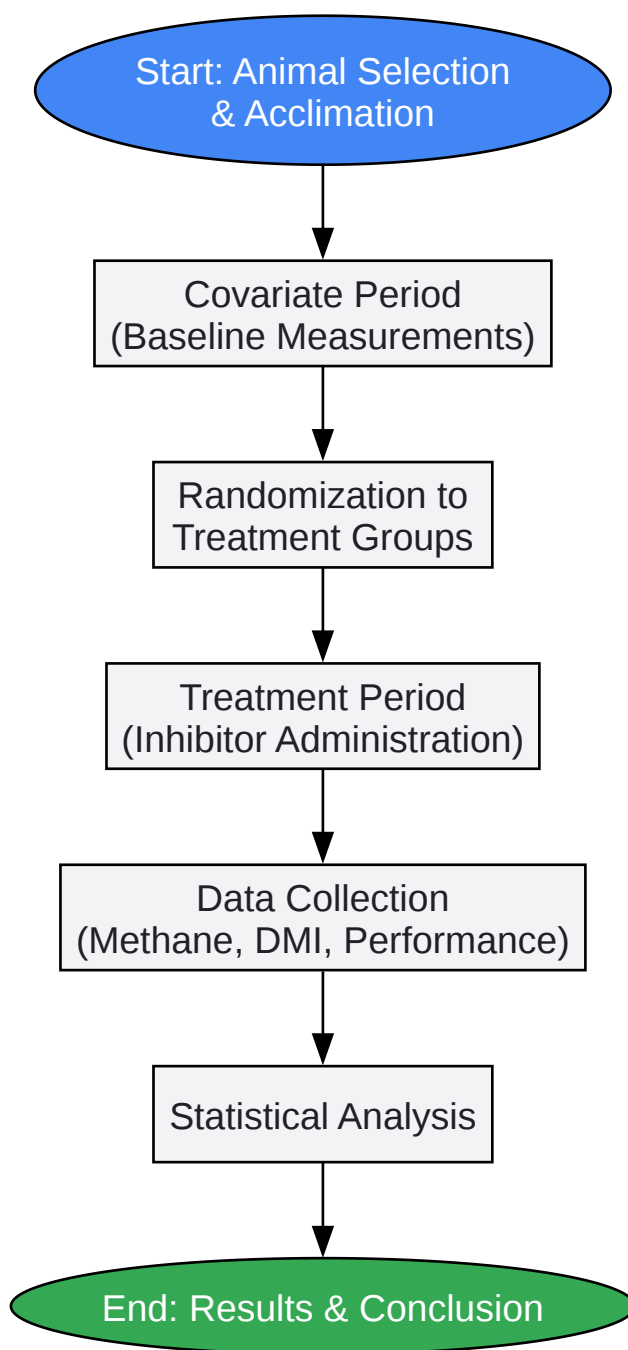 Start: Animal Selection
& Acclimation
Covariate Period
(Baseline Measurements)
Randomization to
Treatment Groups
Treatment Period
(Inhibitor Administration)
Data Collection
(Methane, DMI, Performance)
Statistical Analysis
End: Results & Conclusion